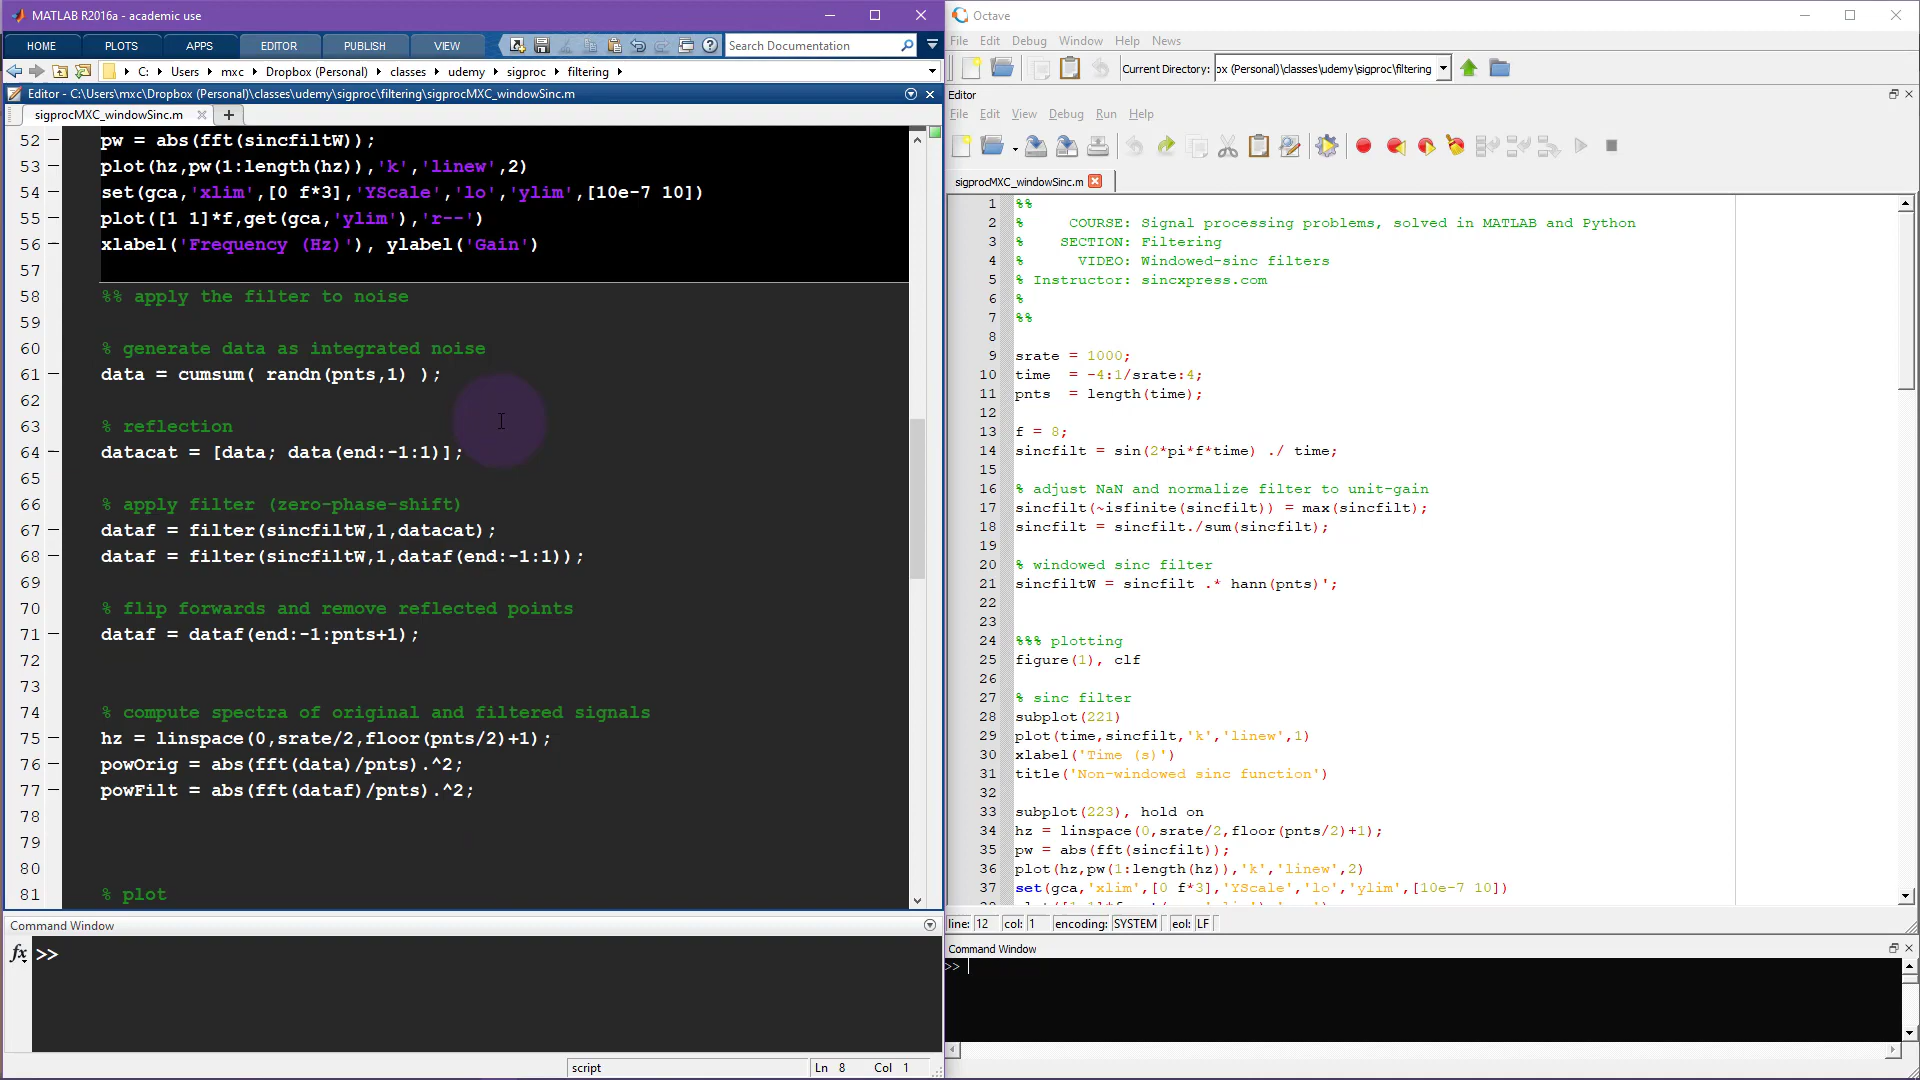 MATLAB R2016a - academic use
HOME PLOTS APPS EDITOR PUBLISH VIEW Search Documentation
C: Users mxc Dropbox (Personal) classes udemy sigproc filtering
Editor - C:\Users\mxc\Dropbox (Personal)\classes\udemy\sigproc\filtering\sigprocMXC_windowSinc.m
sigprocMXC_windowSinc.m
52 pw = abs(fft(sincfiltW));
53 plot(hz,pw(1:length(hz)),'k','linew',2)
54 set(gca,'xlim',[0 f*3],'YScale','lo','ylim',[10e-7 10])
55 plot([1 1]*f,get(gca,'ylim'),'r--')
56 xlabel('Frequency (Hz)'), ylabel('Gain')
57
58 %% apply the filter to noise
59
60 % generate data as integrated noise
61 data = cumsum( randn(pnts,1) );
62
63 % reflection
64 datacat = [data; data(end:-1:1)];
65
66 % apply filter (zero-phase-shift)
67 dataf = filter(sincfiltW,1,datacat);
68 dataf = filter(sincfiltW,1,dataf(end:-1:1));
69
70 % flip forwards and remove reflected points
71 dataf = dataf(end:-1:pnts+1);
72
73
74 % compute spectra of original and filtered signals
75 hz = linspace(0,srate/2,floor(pnts/2)+1);
76 powOrig = abs(fft(data)/pnts).^2;
77 powFilt = abs(fft(dataf)/pnts).^2;
78
79
80
81 % plot
Command Window
fx >>
script Ln 8 Col 1
Octave
File Edit Debug Window Help News
Current Directory: ox (Personal)\classes\udemy\sigproc\filtering
Editor
File Edit View Debug Run Help
sigprocMXC_windowSinc.m
1 %%
2 % COURSE: Signal processing problems, solved in MATLAB and Python
3 % SECTION: Filtering
4 % VIDEO: Windowed-sinc filters
5 % Instructor: sincxpress.com
6 %
7 %%
8
9 srate = 1000;
10 time = -4:1/srate:4;
11 pnts = length(time);
12
13 f = 8;
14 sincfilt = sin(2*pi*f*time) ./ time;
15
16 % adjust NaN and normalize filter to unit-gain
17 sincfilt(~isfinite(sincfilt)) = max(sincfilt);
18 sincfilt = sincfilt./sum(sincfilt);
19
20 % windowed sinc filter
21 sincfiltW = sincfilt .* hann(pnts)';
22
23
24 %%% plotting
25 figure(1), clf
26
27 % sinc filter
28 subplot(221)
29 plot(time,sincfilt,'k','linew',1)
30 xlabel('Time (s)')
31 title('Non-windowed sinc function')
32
33 subplot(223), hold on
34 hz = linspace(0,srate/2,floor(pnts/2)+1);
35 pw = abs(fft(sincfilt));
36 plot(hz,pw(1:length(hz)),'k','linew',2)
37 set(gca,'xlim',[0 f*3],'YScale','lo','ylim',[10e-7 10])
line: 12 col: 1 encoding: SYSTEM eol: LF
Command Window
>>